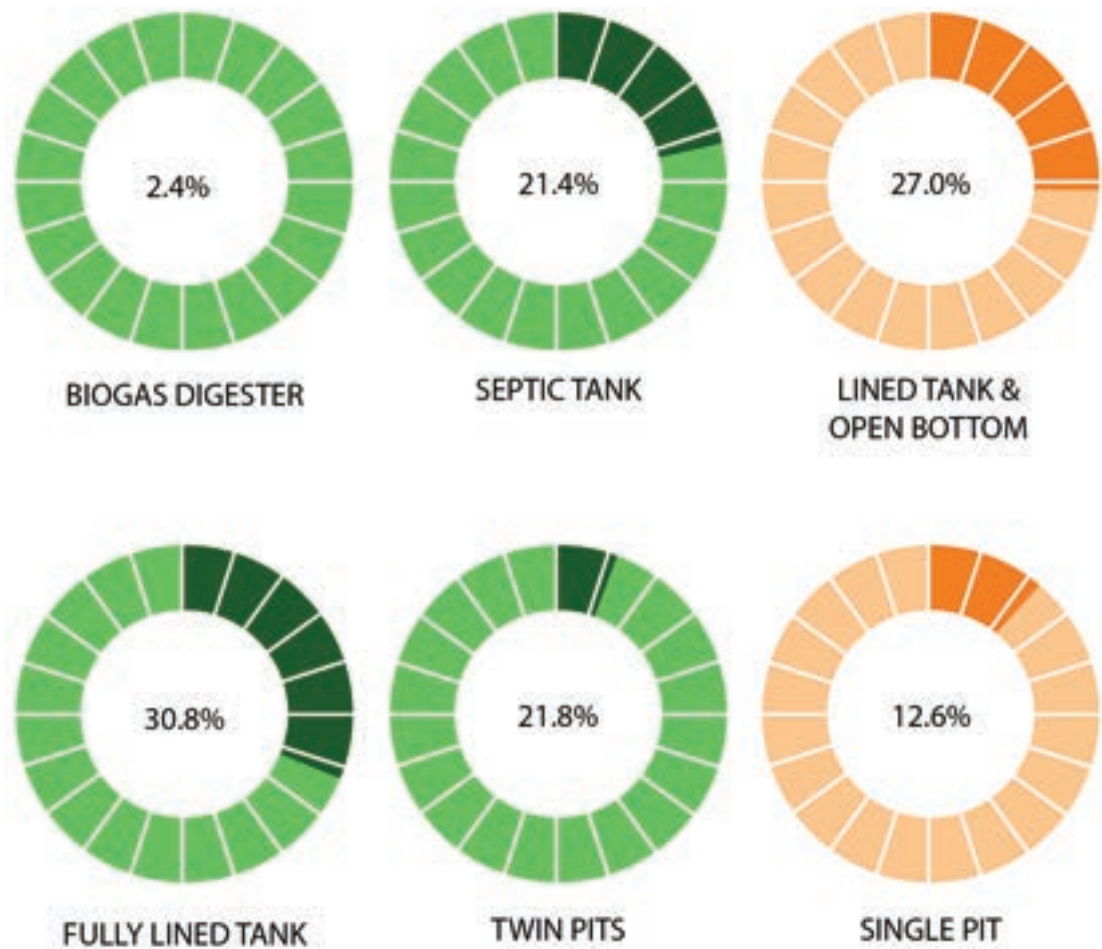 2.4%
21.4%
27.0%
BIOGAS DIGESTER
SEPTIC TANK
LINED TANK &
OPEN BOTTOM
30.8%
21.8%
12.6%
FULLY LINED TANK
TWIN PITS
SINGLE PIT